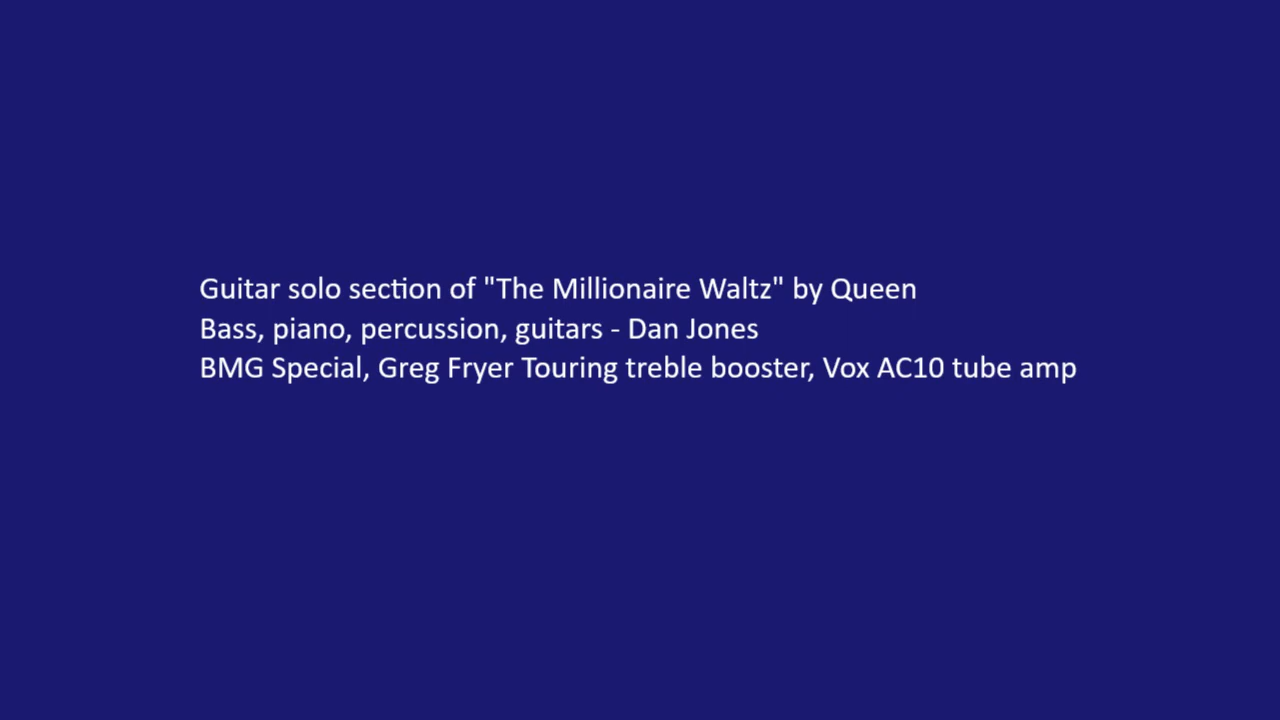 Guitar solo section of "The Millionaire Waltz" by Queen
Bass, piano, percussion, guitars - Dan Jones
BMG Special, Greg Fryer Touring treble booster, Vox AC10 tube amp